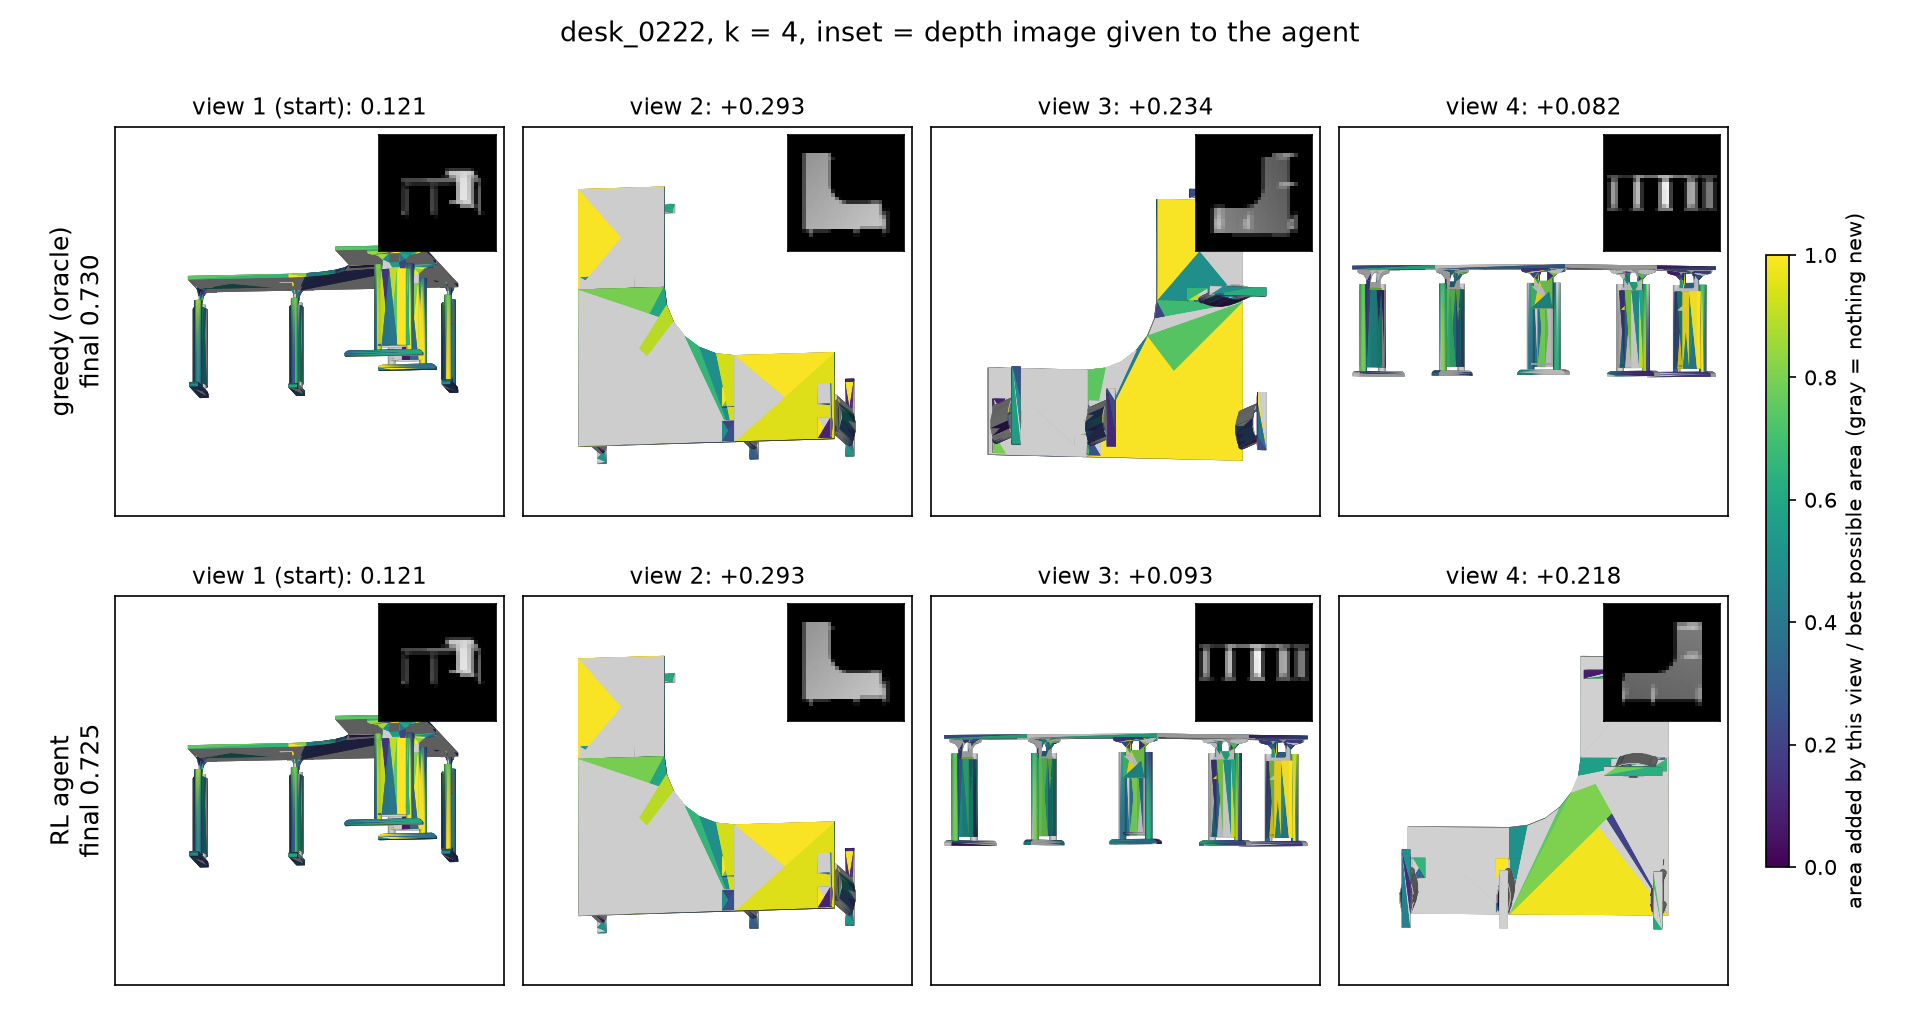 desk_0222, k = 4, inset = depth image given to the agent
greedy (oracle)
final 0.730
view 1 (start): 0.121
view 2: +0.293
view 3: +0.234
view 4: +0.082
RL agent
final 0.725
view 1 (start): 0.121
view 2: +0.293
view 3: +0.093
view 4: +0.218
1.0
0.8
0.6
0.4
0.2
0.0
area added by this view / best possible area (gray = nothing new)